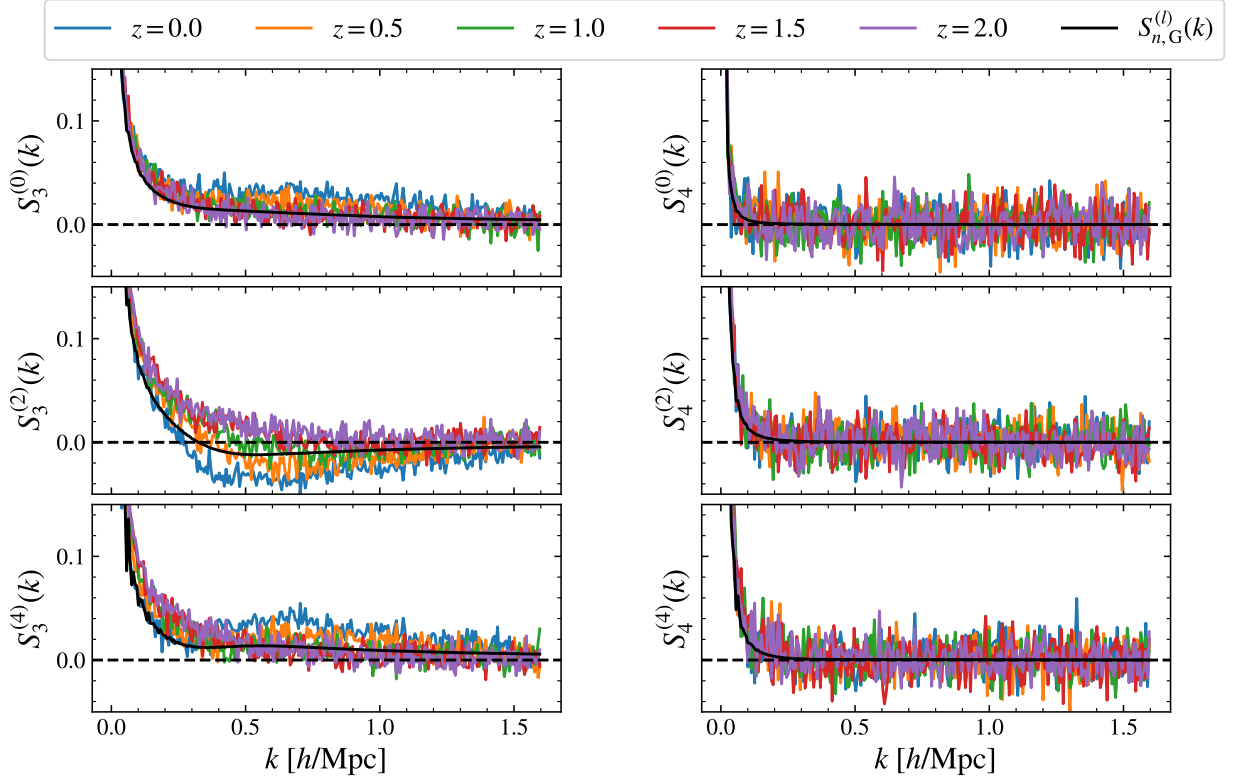 z=0.0 z=0.5 z=1.0 z=1.5 z=2.0 S_{n,G}^{(l)}(k)
S_3^{(0)}(k)
0.1
0.0
S_4^{(0)}(k)
S_3^{(2)}(k)
0.1
0.0
S_4^{(2)}(k)
S_3^{(4)}(k)
0.1
0.0
S_4^{(4)}(k)
0.0 0.5 1.0 1.5
0.0 0.5 1.0 1.5
k [h/Mpc]
k [h/Mpc]